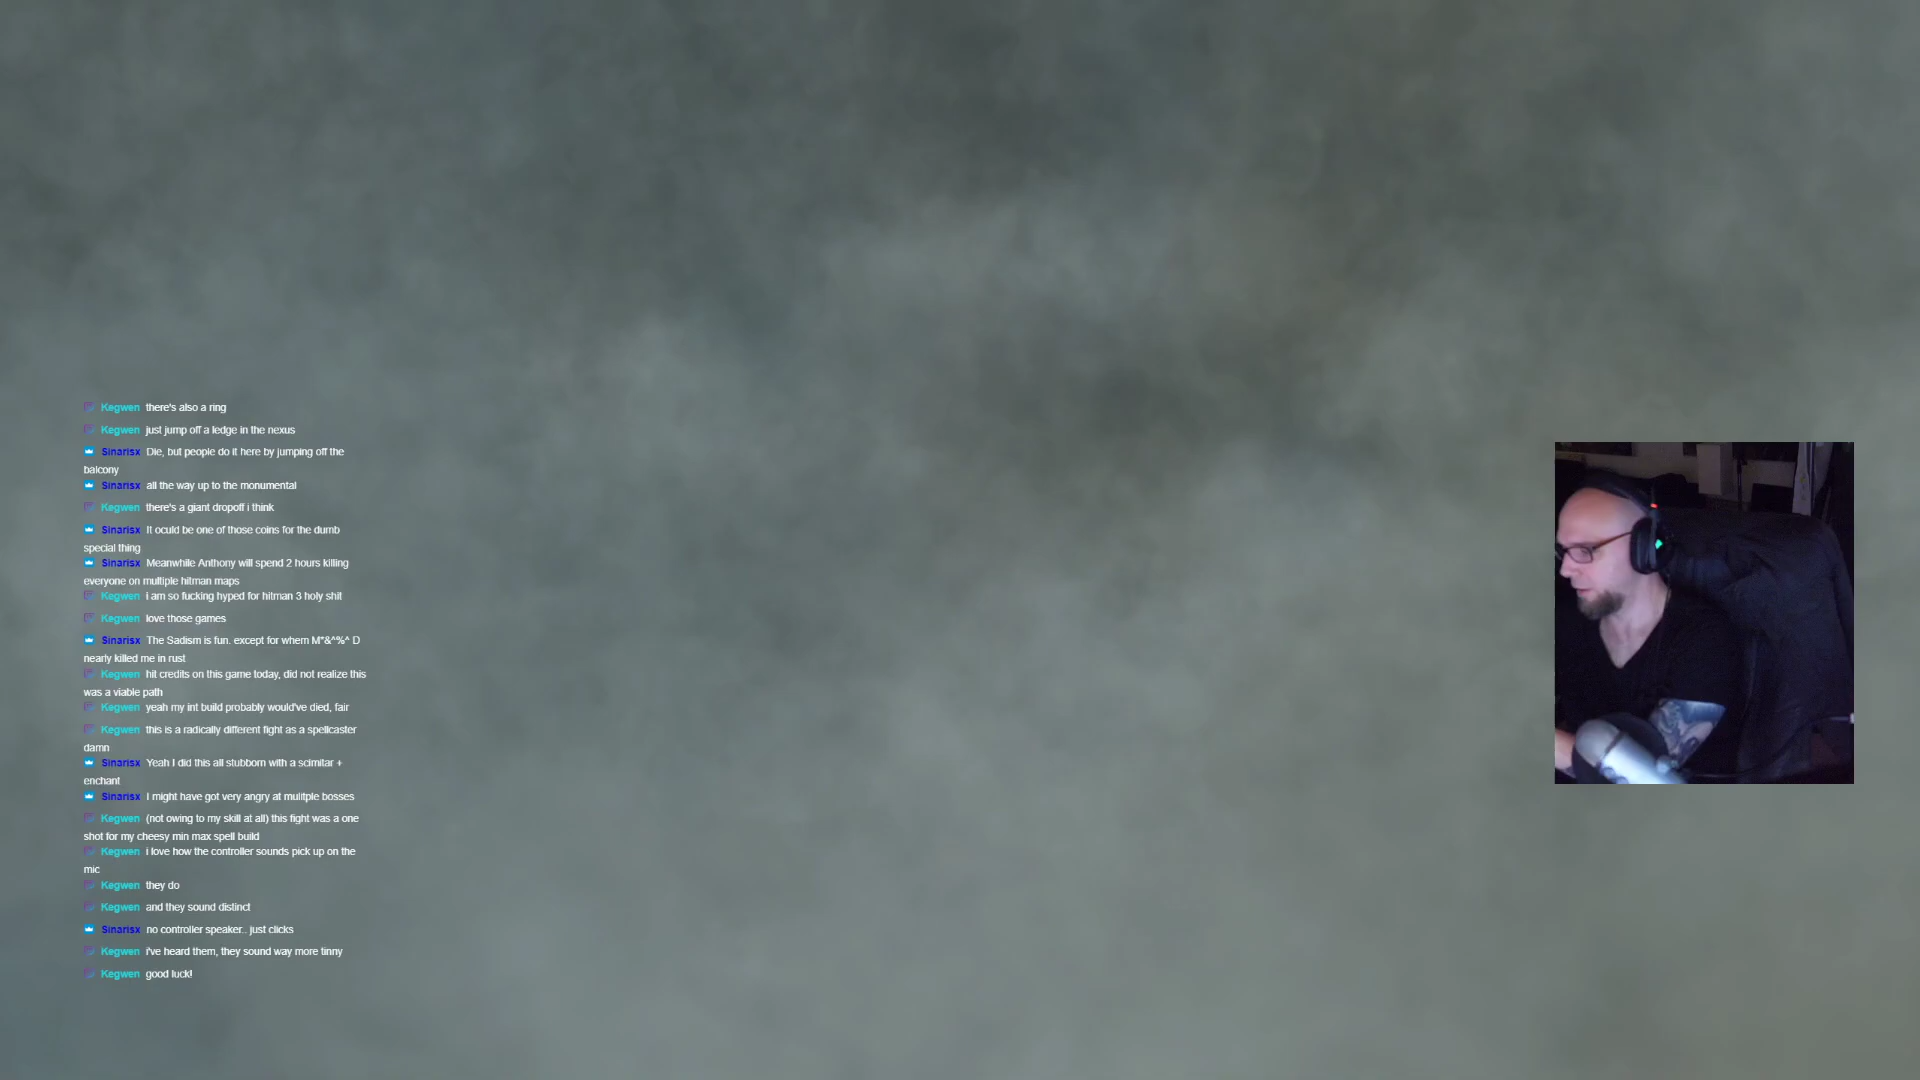 Kegwen there's also a ring
Kegwen just jump off a ledge in the nexus
Sinarisx Die, but people do it here by jumping off the
balcony
Sinarisx all the way up to the monumental
Kegwen there's a giant dropoff i think
Sinarisx It oculd be one of those coins for the dumb
special thing
Sinarisx Meanwhile Anthony will spend 2 hours killing
everyone on multiple hitman maps
Kegwen i am so fucking hyped for hitman 3 holy shit
Kegwen love those games
Sinarisx The Sadism is fun. except for whem M*&^%^ D
nearly killed me in rust
Kegwen hit credits on this game today, did not realize this
was a viable path
Kegwen yeah my int build probably would've died, fair
Kegwen this is a radically different fight as a spellcaster
damn
Sinarisx Yeah I did this all stubborn with a scimitar +
enchant
Sinarisx I might have got very angry at mulitple bosses
Kegwen (not owing to my skill at all) this fight was a one
shot for my cheesy min max spell build
Kegwen i love how the controller sounds pick up on the
mic
Kegwen they do
Kegwen and they sound distinct
Sinarisx no controller speaker.. just clicks
Kegwen i've heard them, they sound way more tinny
Kegwen good luck!